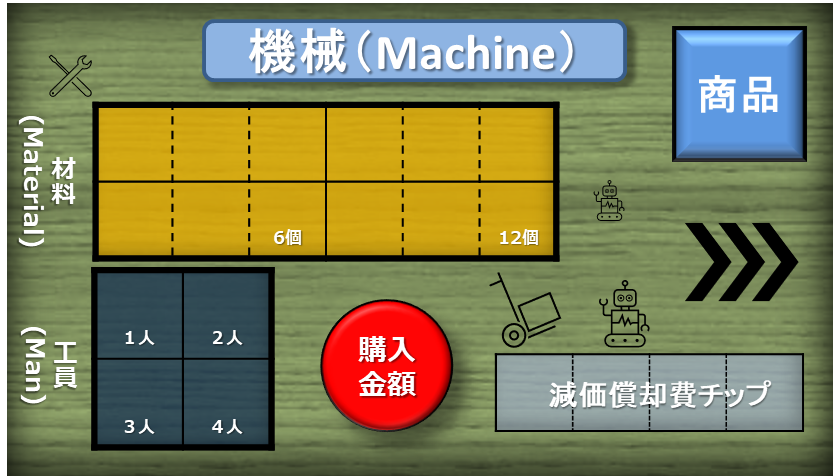 機械（Machine）
商品
材料
(Material)
6個
12個
工員
(Man)
1人
2人
3人
4人
購入
金額
減価償却費チップ